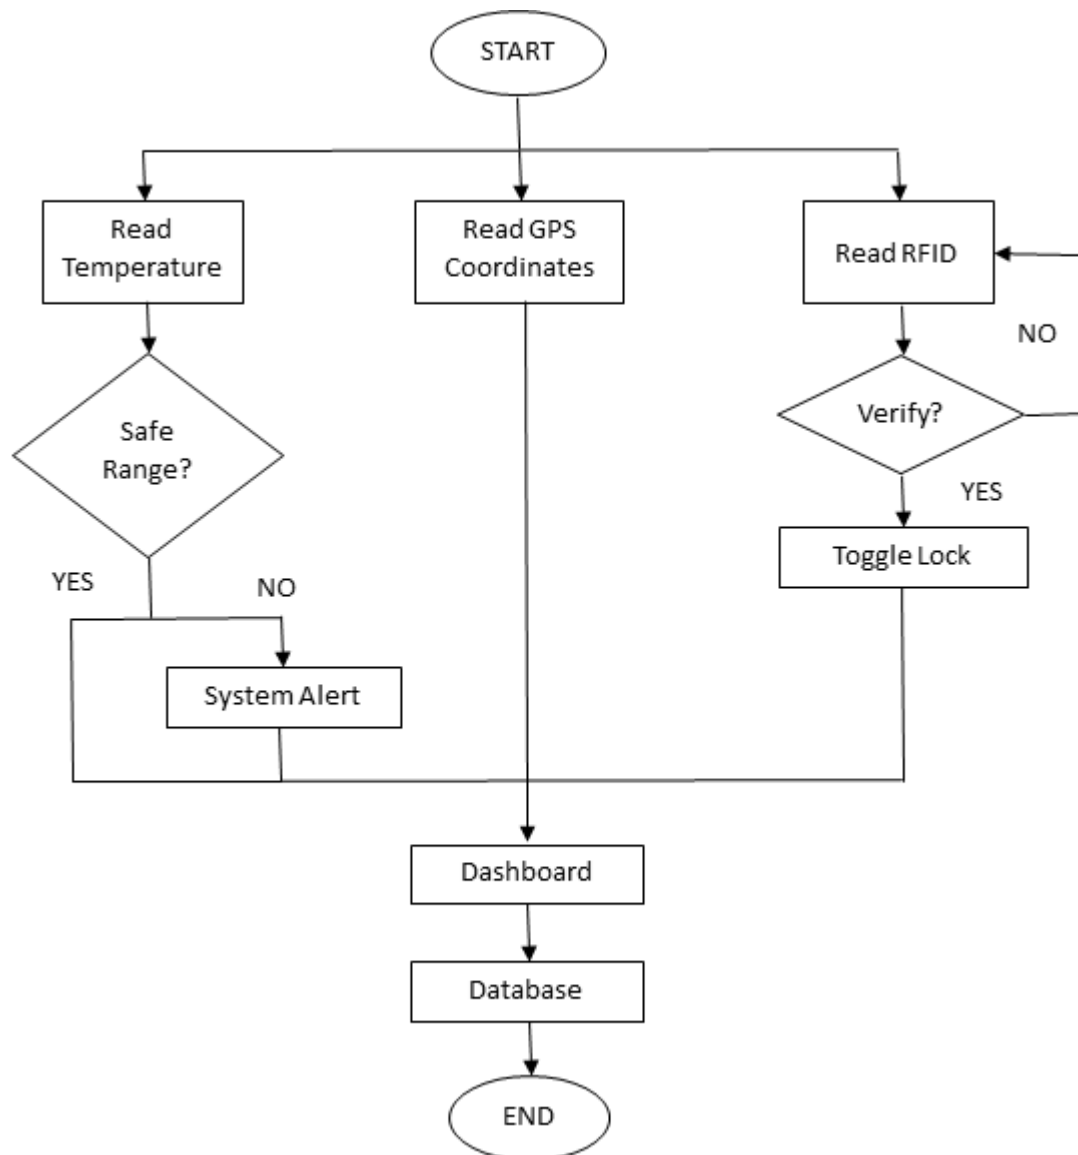 START
Read
Temperature
Read GPS
Coordinates
Read RFID
NO
Safe
Range?
Verify?
YES
YES
NO
Toggle Lock
System Alert
Dashboard
Database
END